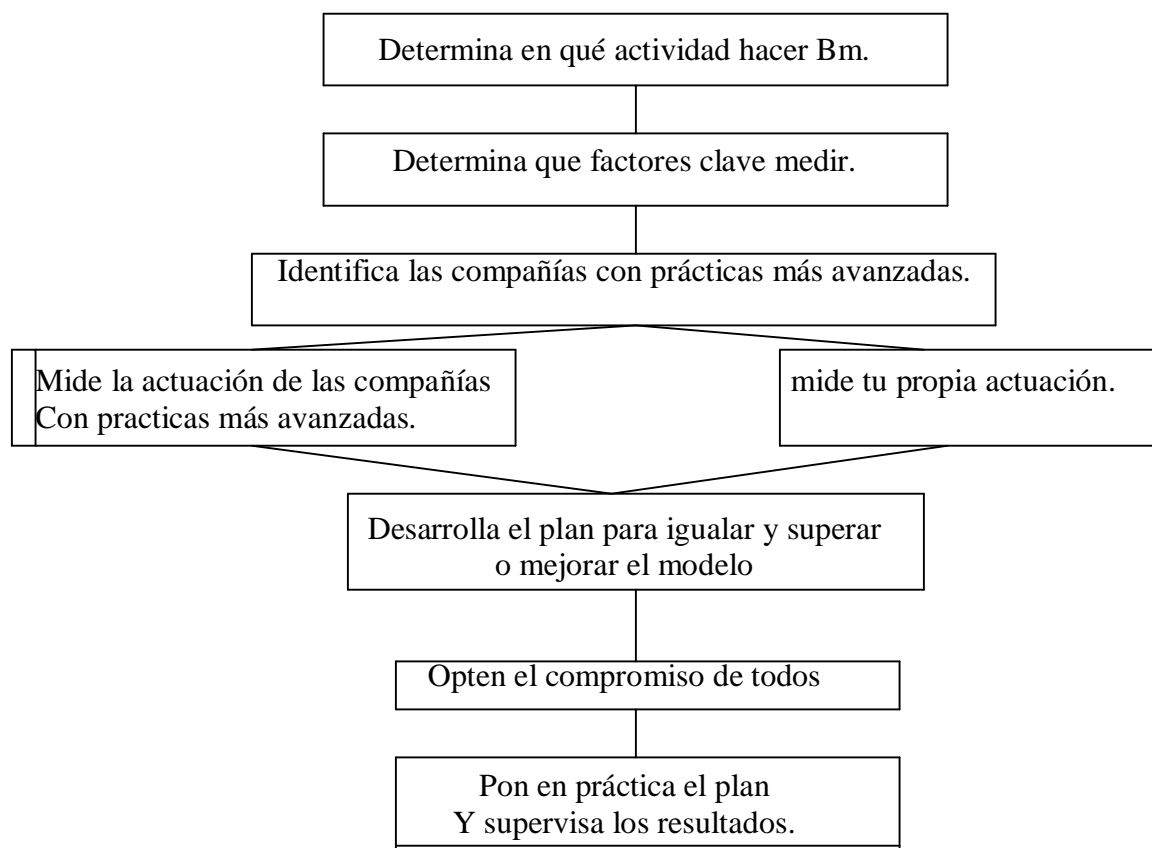 Determina en qué actividad hacer Bm.
Determina que factores clave medir.
Identifica las compañías con prácticas más avanzadas.
Mide la actuación de las compañías
Con practicas más avanzadas.
mide tu propia actuación.
Desarrolla el plan para igualar y superar
o mejorar el modelo
Opten el compromiso de todos
Pon en práctica el plan
Y supervisa los resultados.